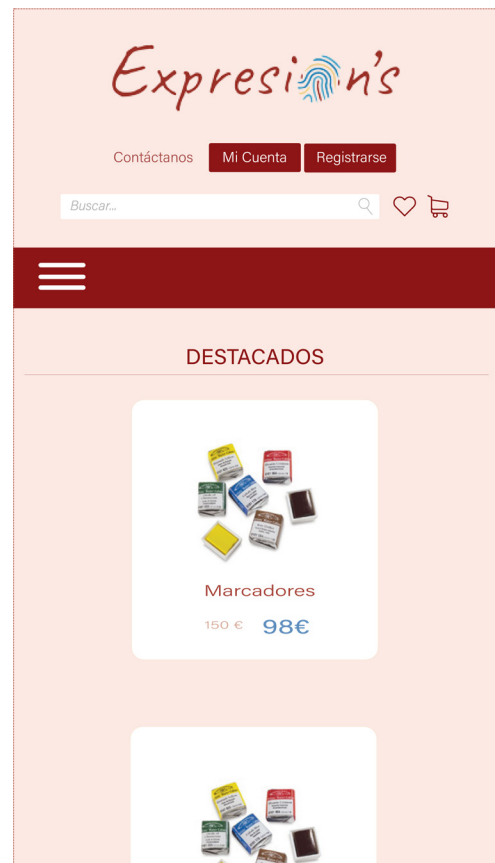 Expresion's
Contáctanos Mi Cuenta Registrarse
Buscar...
DESTACADOS
Marcadores
150 € 98€